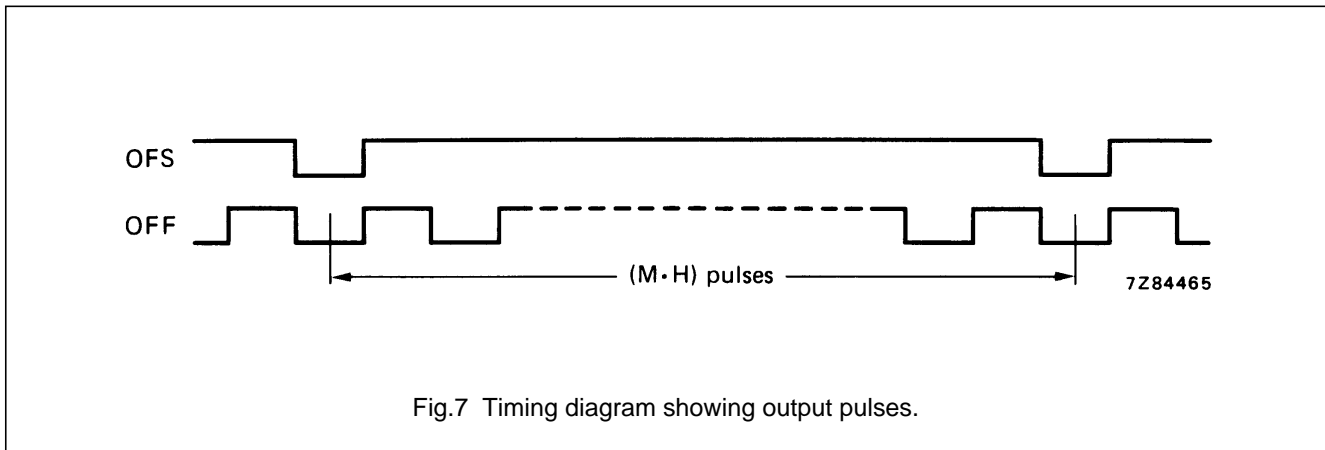 OFS
OFF
(M·H) pulses
7Z84465
Fig.7 Timing diagram showing output pulses.